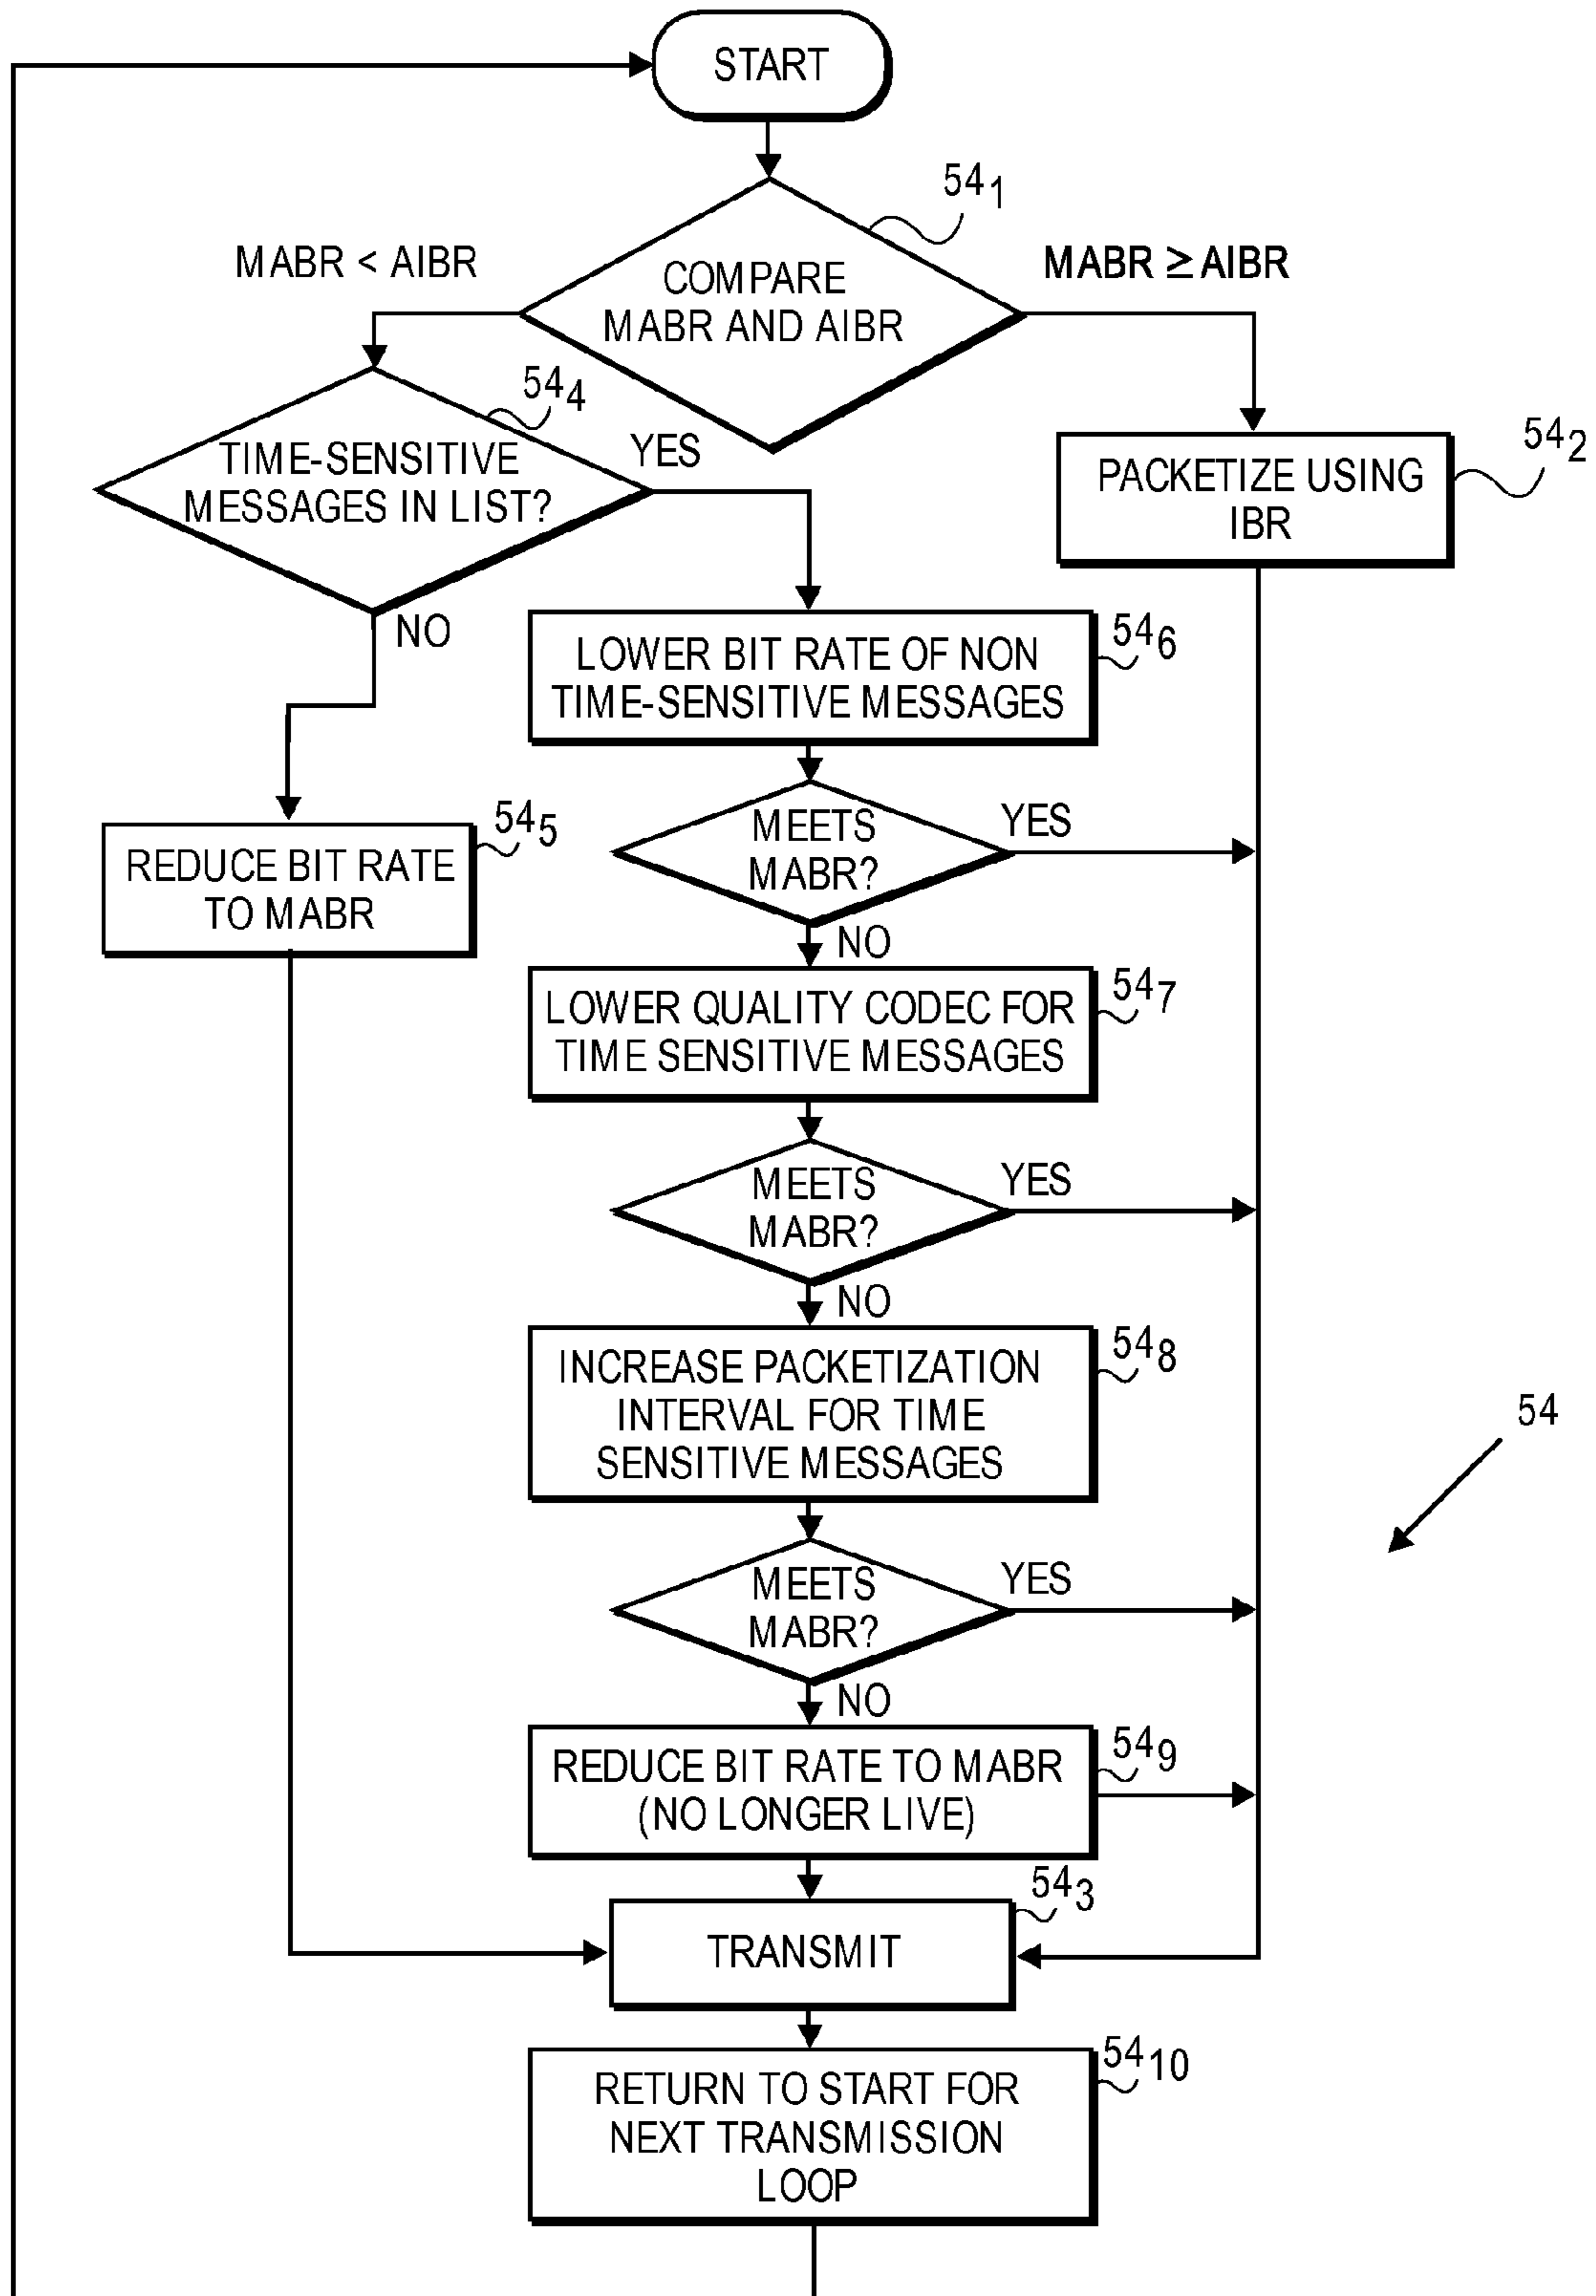 START
54₁
MABR < AIBR
COMPARE
MABR AND AIBR
MABR ≥ AIBR
54₄
TIME-SENSITIVE
MESSAGES IN LIST?
YES
NO
54₂
PACKETIZE USING
IBR
54₆
LOWER BIT RATE OF NON
TIME-SENSITIVE MESSAGES
54₅
REDUCE BIT RATE
TO MABR
MEETS
MABR?
YES
NO
54₇
LOWER QUALITY CODEC FOR
TIME SENSITIVE MESSAGES
MEETS
MABR?
YES
NO
54₈
INCREASE PACKETIZATION
INTERVAL FOR TIME
SENSITIVE MESSAGES
54
MEETS
MABR?
YES
NO
54₉
REDUCE BIT RATE TO MABR
(NO LONGER LIVE)
54₃
TRANSMIT
54₁₀
RETURN TO START FOR
NEXT TRANSMISSION
LOOP